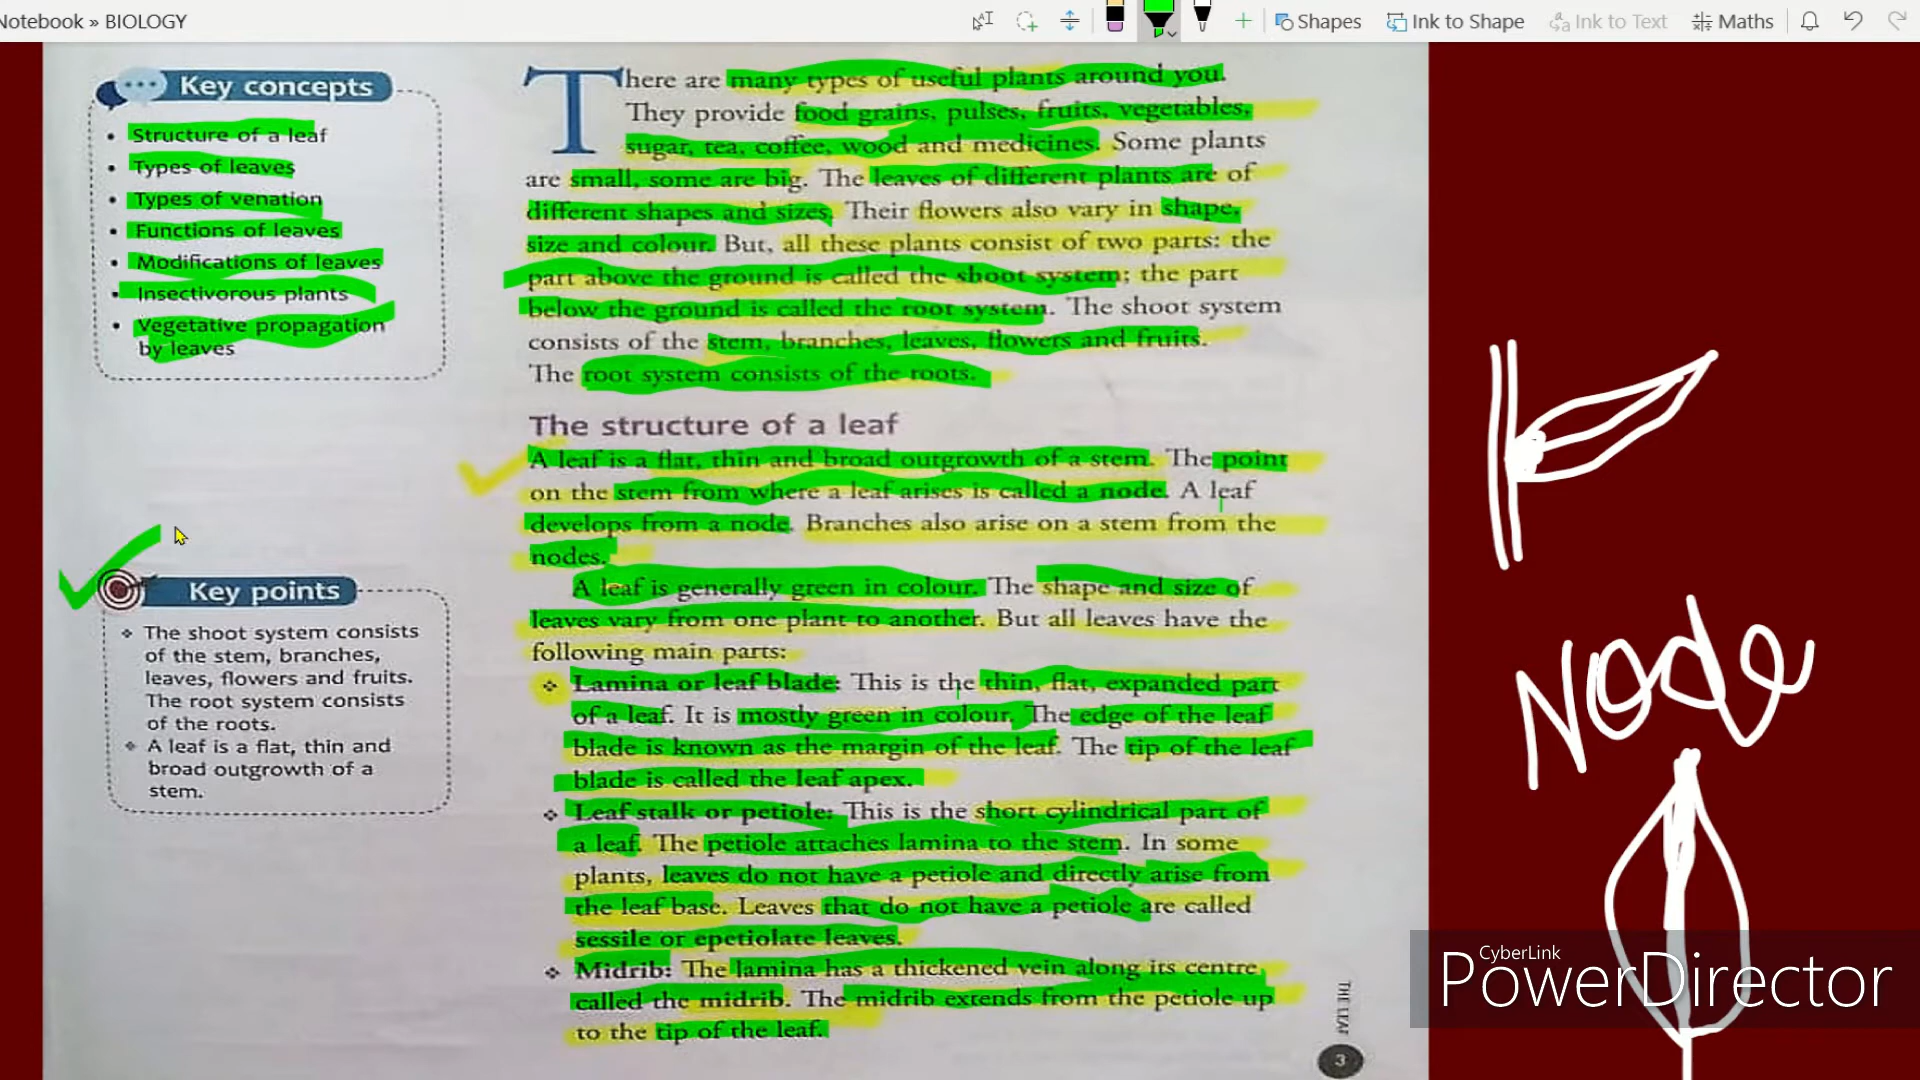 Notebook » BIOLOGY
Shapes
Ink to Shape
Ink to Text
Maths
Key concepts
• Structure of a leaf
• Types of leaves
• Types of venation
• Functions of leaves
• Modifications of leaves
• Insectivorous plants
• Vegetative propagation
by leaves
Key points
❖ The shoot system consists
of the stem, branches,
leaves, flowers and fruits.
The root system consists
of the roots.
❖ A leaf is a flat, thin and
broad outgrowth of a
stem.
There are many types of useful plants around you.
They provide food grains, pulses, fruits, vegetables,
sugar, tea, coffee, wood and medicines. Some plants
are small, some are big. The leaves of different plants are of
different shapes and sizes. Their flowers also vary in shape,
size and colour. But, all these plants consist of two parts: the
part above the ground is called the shoot system; the part
below the ground is called the root system. The shoot system
consists of the stem, branches, leaves, flowers and fruits.
The root system consists of the roots.
The structure of a leaf
A leaf is a flat, thin and broad outgrowth of a stem. The point
on the stem from where a leaf arises is called a node. A leaf
develops from a node. Branches also arise on a stem from the
nodes.
A leaf is generally green in colour. The shape and size of
leaves vary from one plant to another. But all leaves have the
following main parts:
❖ Lamina or leaf blade: This is the thin, flat, expanded part
of a leaf. It is mostly green in colour. The edge of the leaf
blade is known as the margin of the leaf. The tip of the leaf
blade is called the leaf apex.
❖ Leaf stalk or petiole: This is the short cylindrical part of
a leaf. The petiole attaches lamina to the stem. In some
plants, leaves do not have a petiole and directly arise from
the leaf base. Leaves that do not have a petiole are called
sessile or epetiolate leaves.
❖ Midrib: The lamina has a thickened vein along its centre
called the midrib. The midrib extends from the petiole up
to the tip of the leaf.
THE LEAF
3
Node
CyberLink
PowerDirector